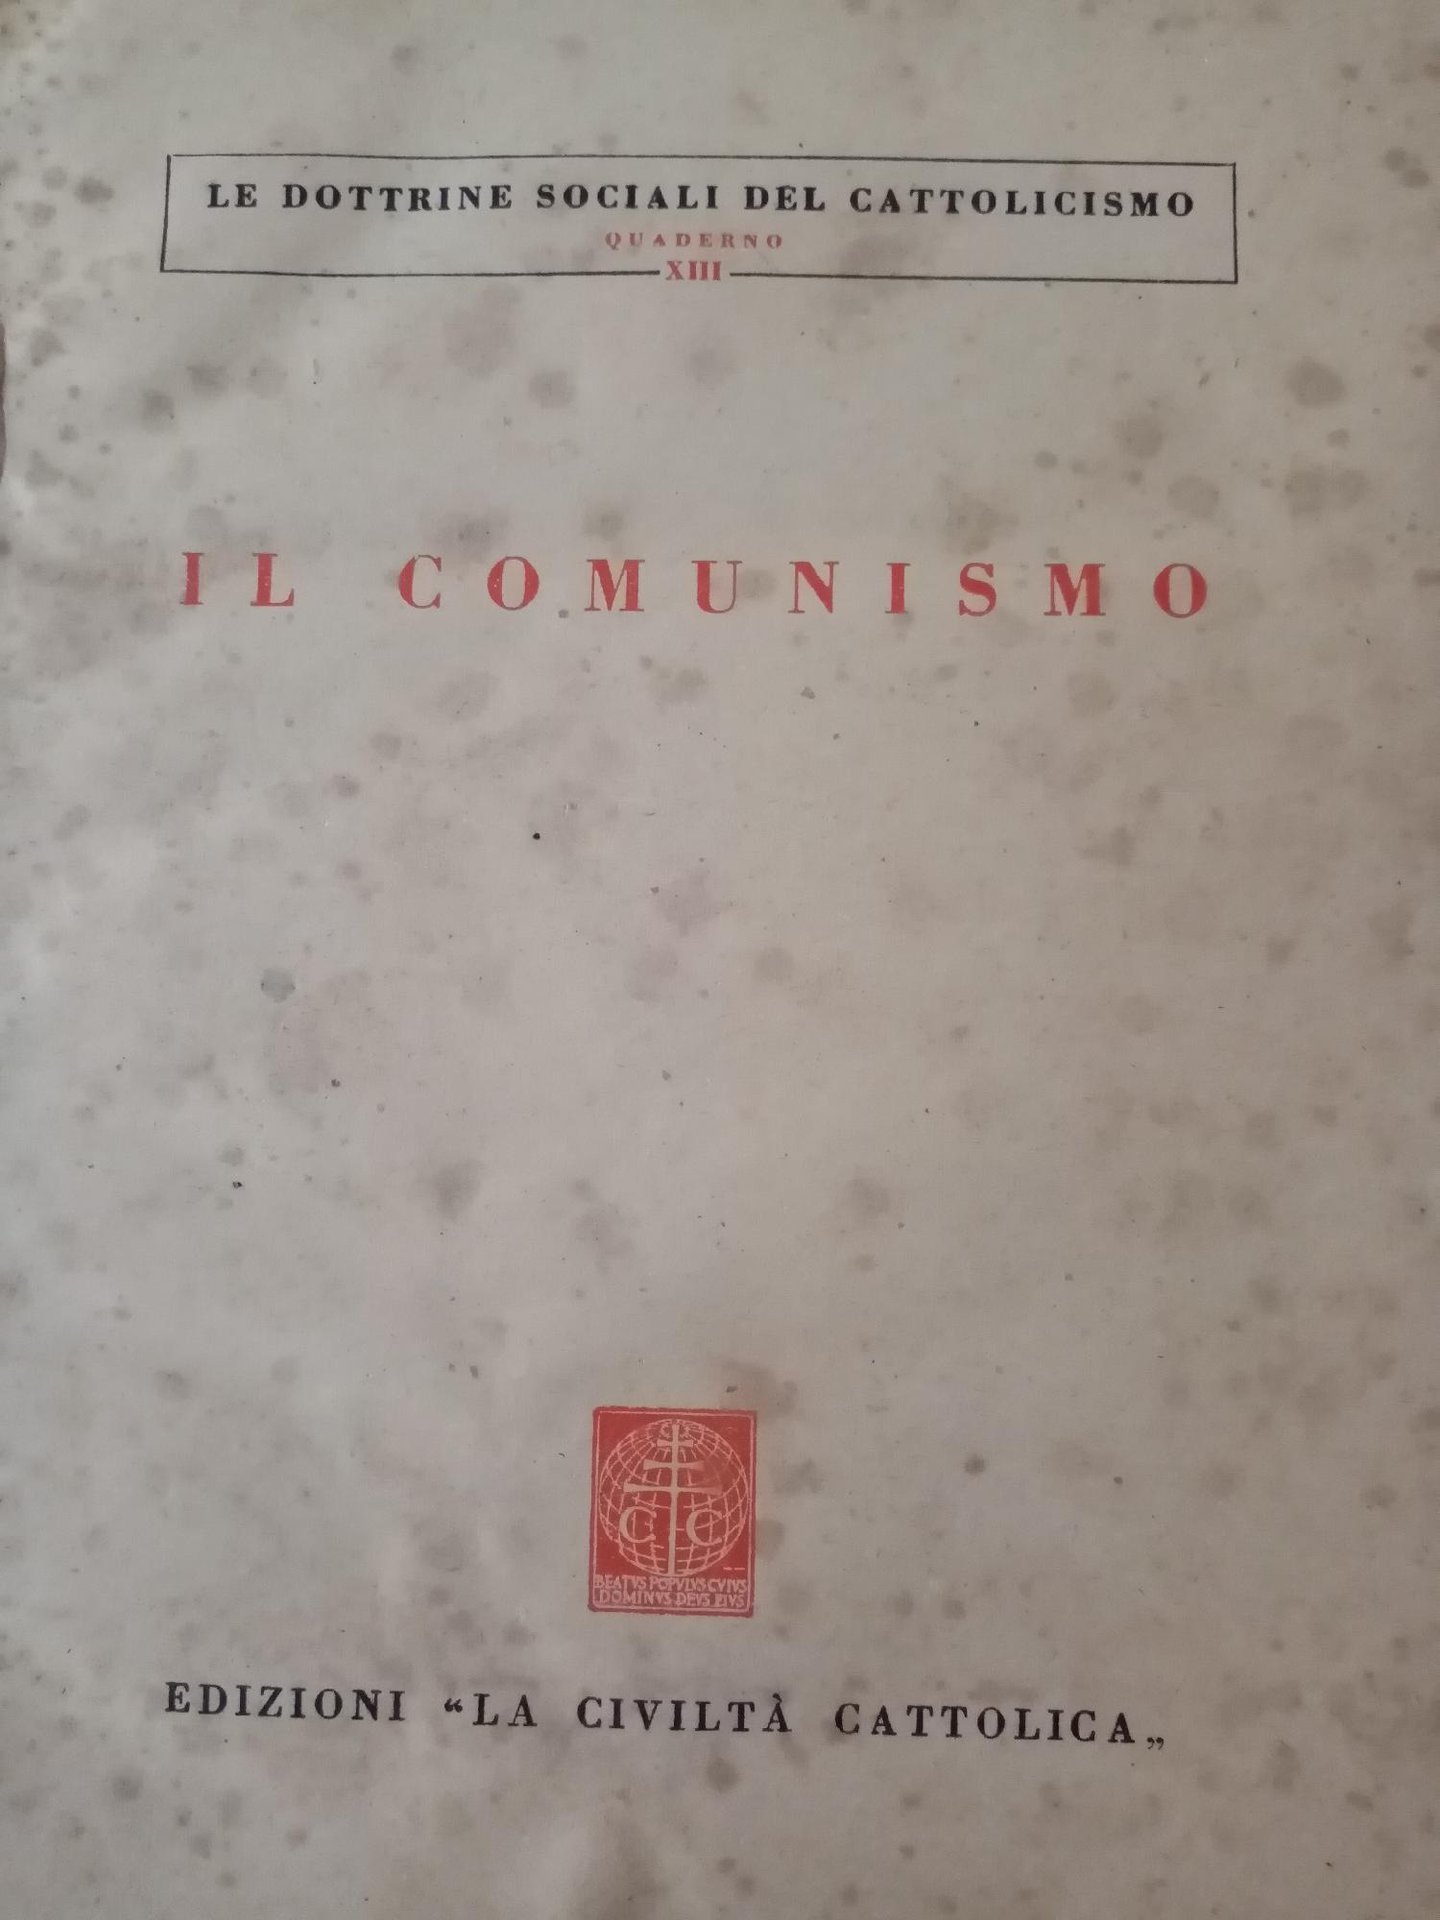 LE DOTTRINE SOCIALI DEL CATTOLICISMO
QUADERNO
XIII
IL COMUNISMO
C C
BEATVS POPVLVS CVIVS
DOMINVS DEVS EIVS
EDIZIONI “LA CIVILTÀ CATTOLICA„